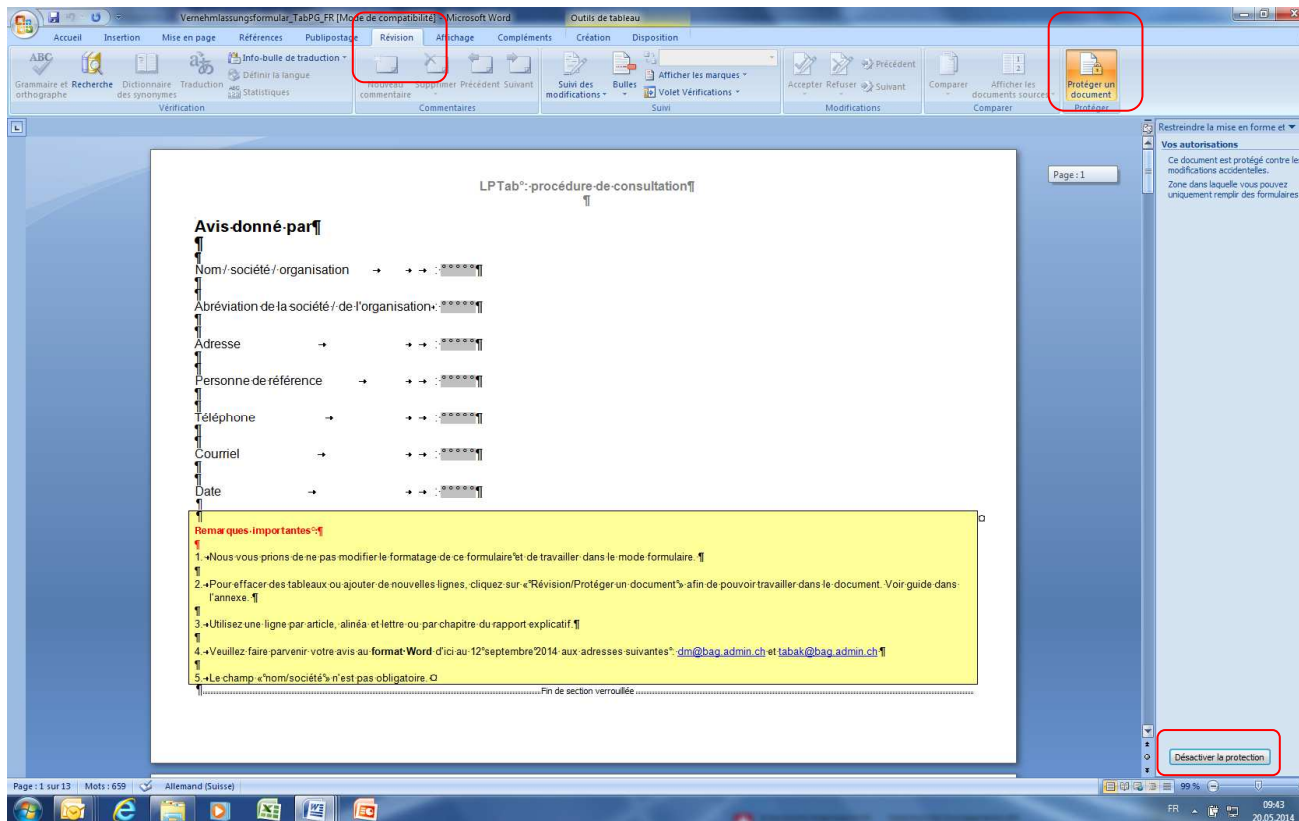 Vernehmlassungsformular_TabPG_FR [Mode de compatibilité] - Microsoft Word
Outils de tableau
Accueil Insertion Mise en page Références Publipostage Révision Affichage Compléments Création Disposition
ABC
Grammaire et orthographe
Recherche
Dictionnaire des synonymes
Traduction
Info-bulle de traduction
Définir la langue
Statistiques
Vérification
Nouveau commentaire
Supprimer
Précédent
Suivant
Commentaires
Suivi des modifications
Bulles
Afficher les marques
Volet Vérifications
Suivi
Accepter
Refuser
Précédent
Suivant
Modifications
Comparer
Afficher les documents sources
Comparer
Protéger un document
Protéger
L
LPTab°:·procédure·de·consultation¶
¶
Avis·donné·par¶
¶
¶
Nom·/·société·/·organisation → → → :·°°°°°¶
¶
¶
Abréviation·de·la·société·/·de·l'organisation→:·°°°°°¶
¶
¶
Adresse → → → :·°°°°°¶
¶
¶
Personne·de·référence → → → :·°°°°°¶
¶
¶
Téléphone → → → :·°°°°°¶
¶
¶
Courriel → → → :·°°°°°¶
¶
¶
Date → → → :·°°°°°¶
¶
¶
Remarques·importantes°:¶
¶
1.→Nous·vous·prions·de·ne·pas·modifier·le·formatage·de·ce·formulaire°et·de·travailler·dans·le·mode·formulaire.·¶
¶
2.→Pour·effacer·des·tableaux·ou·ajouter·de·nouvelles·lignes,·cliquez·sur·«°Révision/Protéger·un·document°»·afin·de·pouvoir·travailler·dans·le·document.·Voir·guide·dans·
l'annexe.·¶
¶
3.→Utilisez·une·ligne·par·article,·alinéa·et·lettre·ou·par·chapitre·du·rapport·explicatif.¶
¶
4.→Veuillez·faire·parvenir·votre·avis·au·format·Word·d'ici·au·12°septembre°2014·aux·adresses·suivantes°:·dm@bag.admin.ch·et·tabak@bag.admin.ch·¶
¶
5.→Le·champ·«°nom/société°»·n'est·pas·obligatoire.¤
¶ Fin de section verrouillée
¤
Page : 1
Restreindre la mise en forme et
Vos autorisations
Ce document est protégé contre le
modifications accidentelles.
Zone dans laquelle vous pouvez
uniquement remplir des formulaires
Désactiver la protection
Page : 1 sur 13 Mots : 659 Allemand (Suisse) 99 %
FR
09:43
20.05.2014